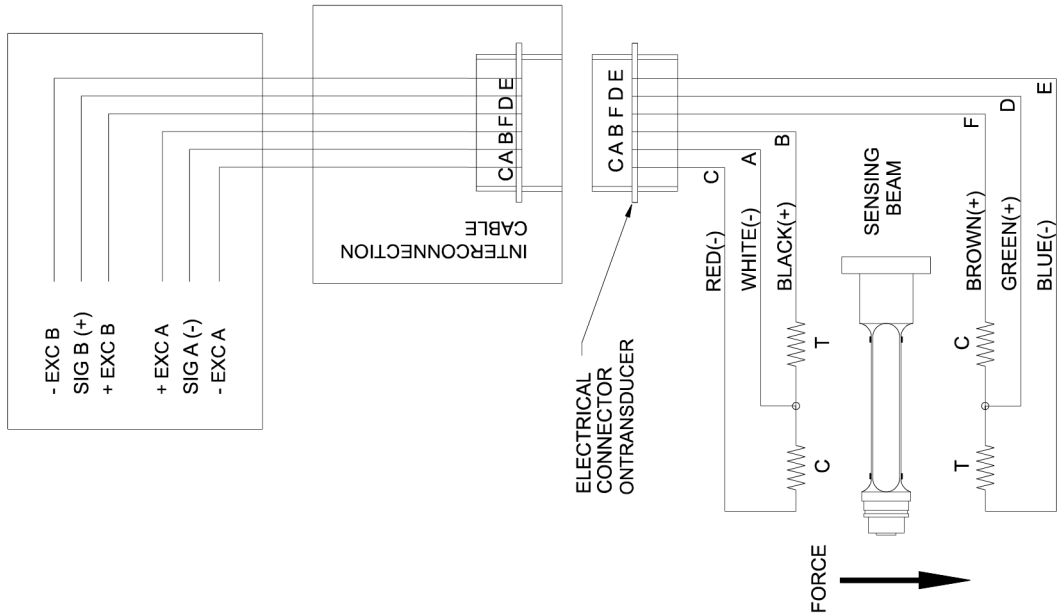 - EXC B
SIG B (+)
+ EXC B
+ EXC A
SIG A (-)
- EXC A
INTERCONNECTION
CABLE
C A B F D E
C A B F D E
ELECTRICAL
CONNECTOR
ONTRANSDUCER
C
A
B
F
D
E
RED(-)
WHITE(-)
BLACK(+)
SENSING
BEAM
BROWN(+)
GREEN(+)
BLUE(-)
T
C
C
T
FORCE